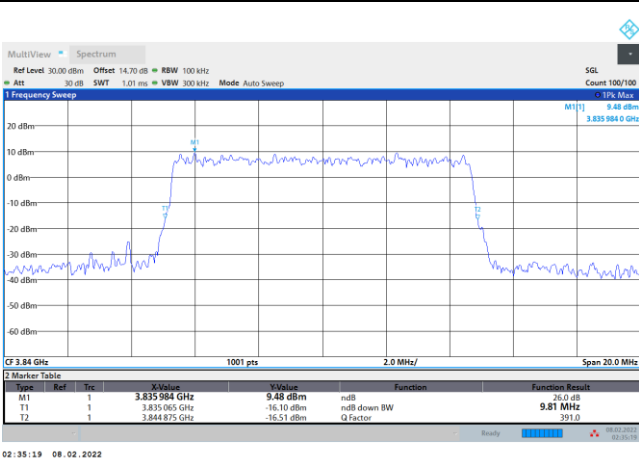 MultiView Spectrum
Ref Level 30.00 dBm Offset 14.70 dB RBW 100 kHz SGL
Att 30 dB SWT 1.01 ms VBW 300 kHz Mode Auto Sweep Count 100/100
1 Frequency Sweep 1Pk Max
M1[1] 9.48 dBm
3.835 984 0 GHz
20 dBm
M1
10 dBm
0 dBm
-10 dBm
T1
T2
-20 dBm
-30 dBm
-40 dBm
-50 dBm
-60 dBm
CF 3.84 GHz 1001 pts 2.0 MHz/ Span 20.0 MHz
2 Marker Table
Type Ref Trc X-Value Y-Value Function Function Result
M1 1 3.835 984 GHz 9.48 dBm ndB 26.0 dB
T1 1 3.835 065 GHz -16.10 dBm ndB down BW 9.81 MHz
T2 1 3.844 875 GHz -16.51 dBm Q Factor 391.0
Ready 08.02.2022
02:35:19
02:35:19 08.02.2022